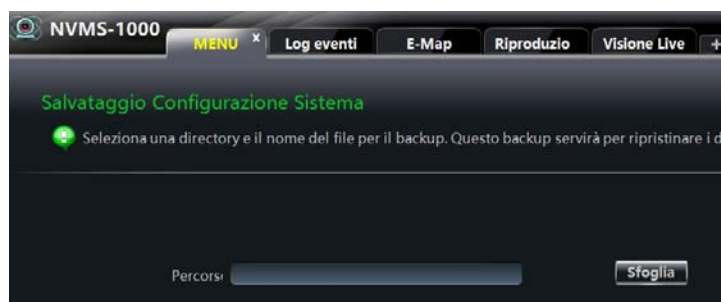 NVMS-1000
MENU x Log eventi E-Map Riproduzio Visione Live +
Salvataggio Configurazione Sistema
Seleziona una directory e il nome del file per il backup. Questo backup servirà per ripristinare i d
Percors Sfoglia